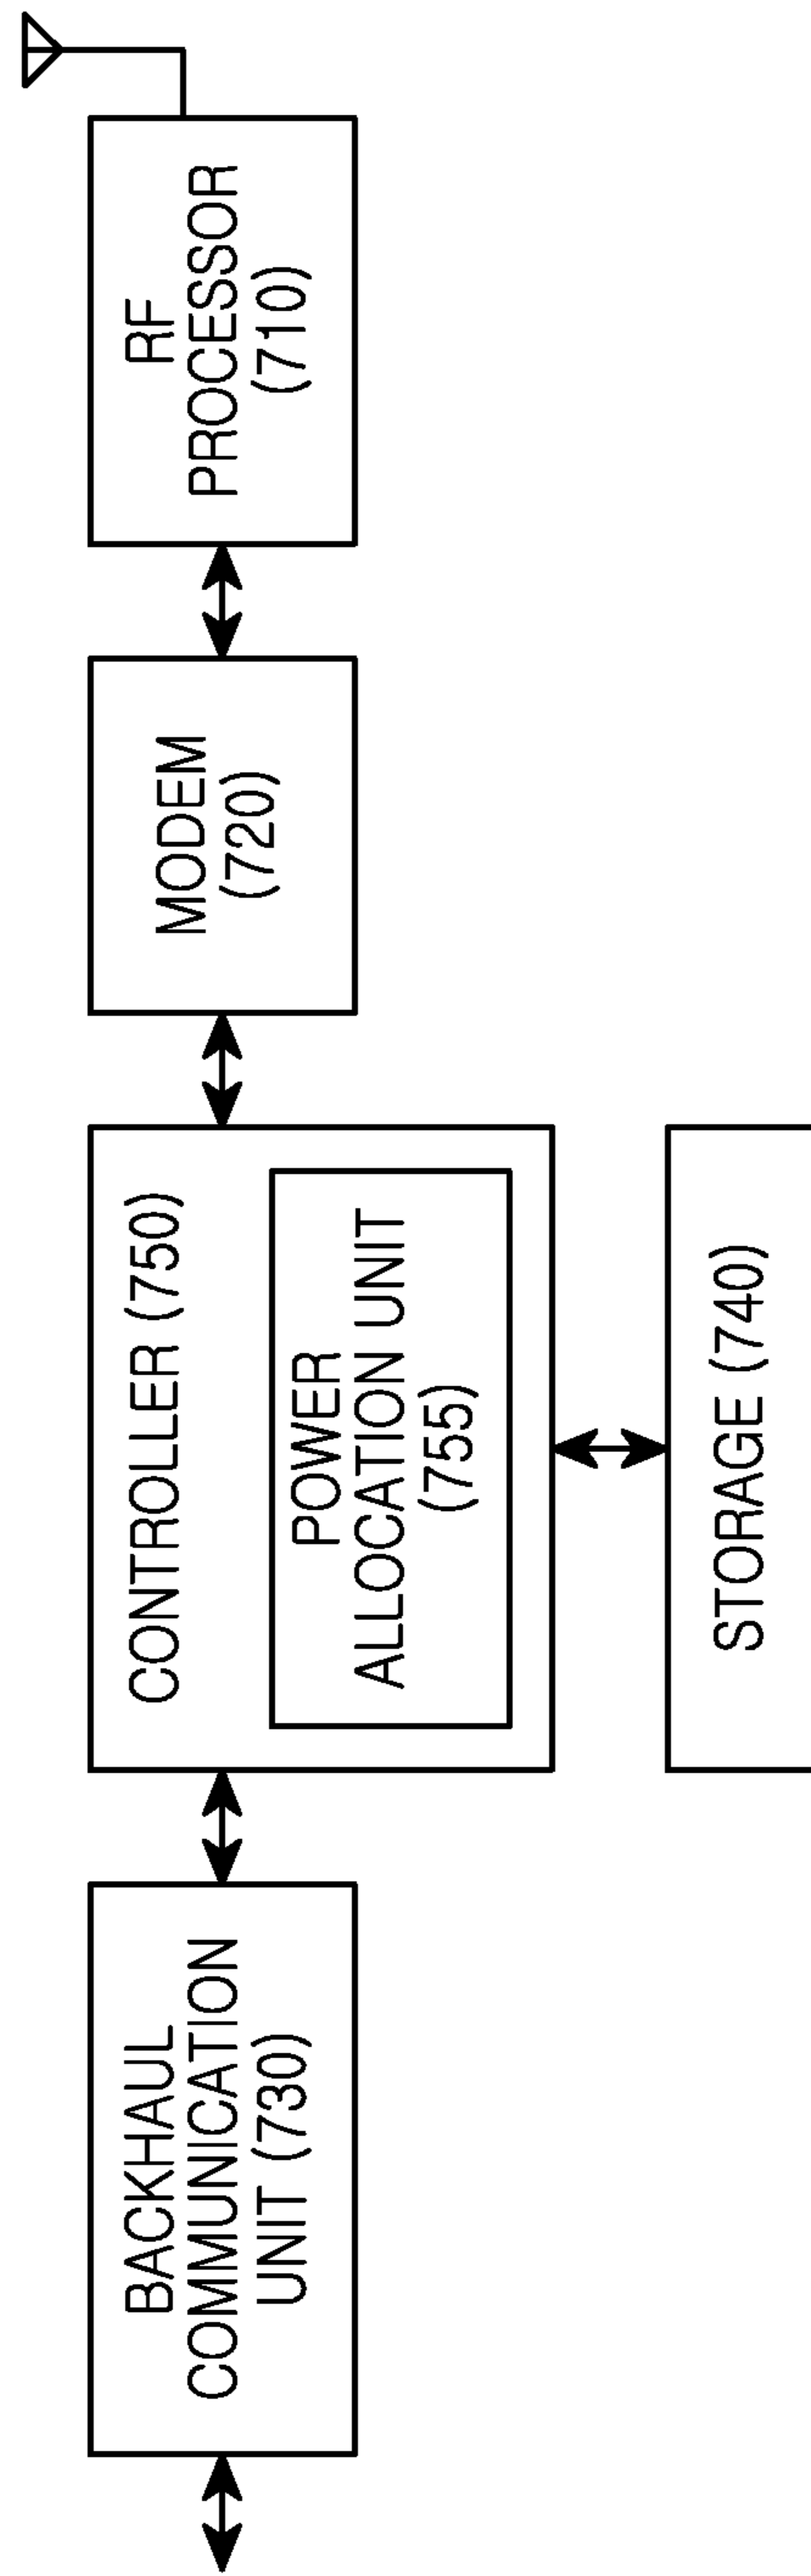 BACKHAUL
COMMUNICATION
UNIT (730)
CONTROLLER (750)
POWER
ALLOCATION UNIT
(755)
STORAGE (740)
MODEM
(720)
RF
PROCESSOR
(710)